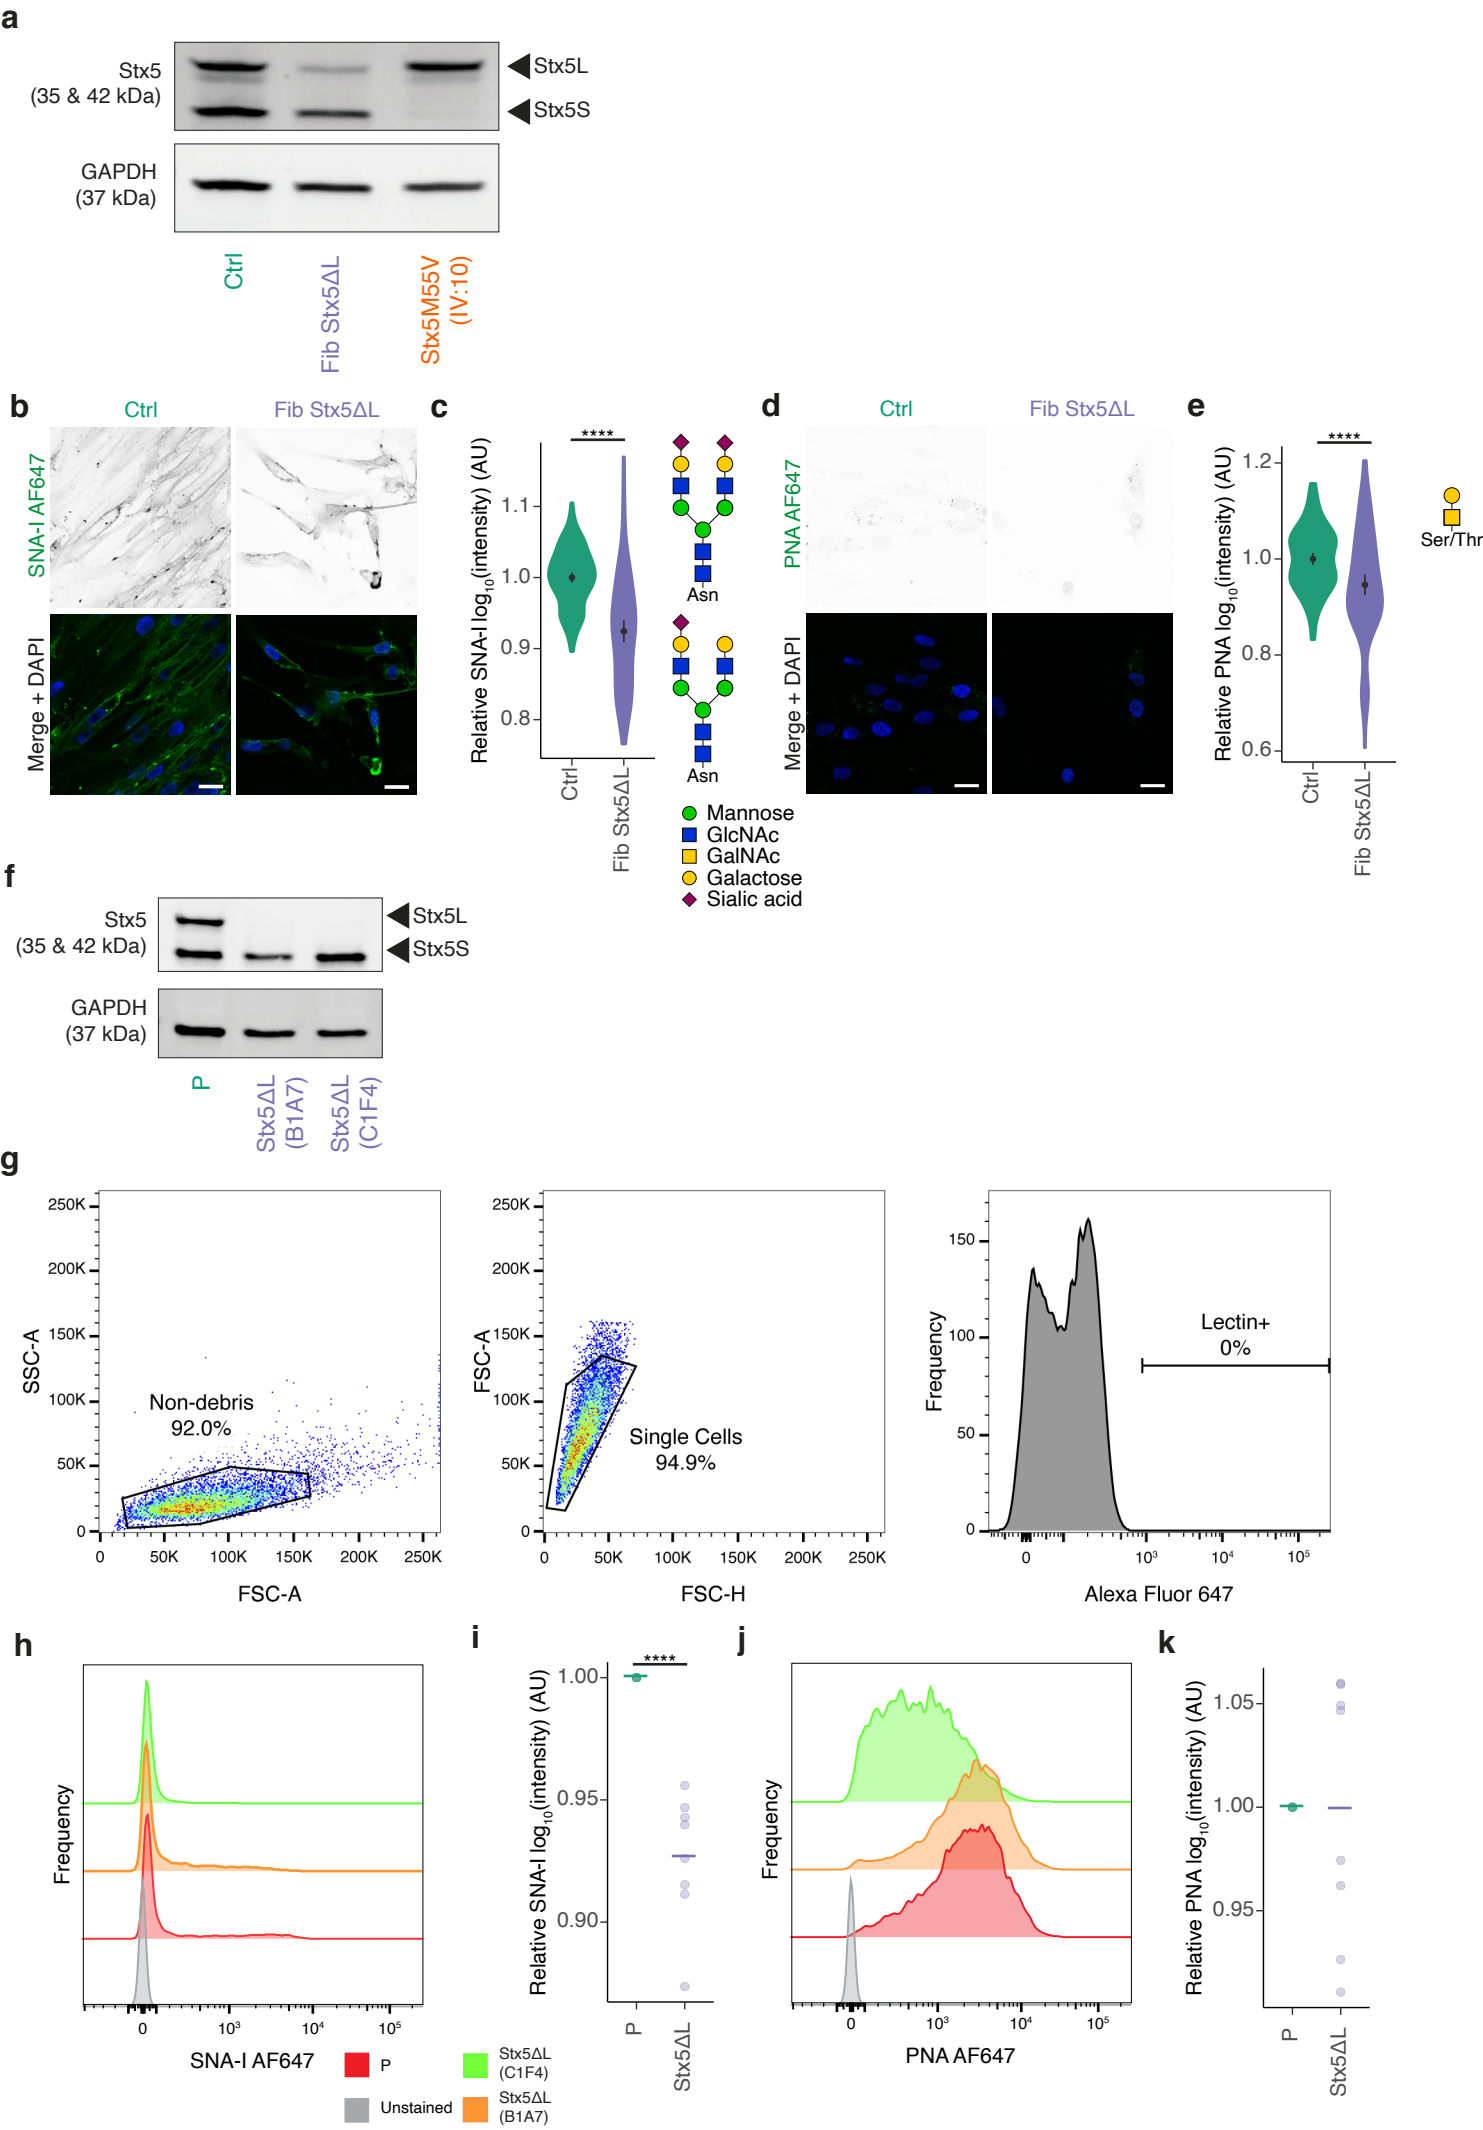 a
Stx5
(35 & 42 kDa)
Stx5L
Stx5S
GAPDH
(37 kDa)
Ctrl
Fib Stx5ΔL
Stx5M55V
(IV:10)
b
Ctrl
Fib Stx5ΔL
SNA-I AF647
Merge + DAPI
c
Relative SNA-I log10(intensity) (AU)
****
1.1
1.0
0.9
0.8
Ctrl
Fib Stx5ΔL
Asn
Asn
Mannose
GlcNAc
GalNAc
Galactose
Sialic acid
d
Ctrl
Fib Stx5ΔL
PNA AF647
Merge + DAPI
e
Relative PNA log10(intensity) (AU)
****
1.2
1.0
0.8
0.6
Ctrl
Fib Stx5ΔL
Ser/Thr
f
Stx5
(35 & 42 kDa)
Stx5L
Stx5S
GAPDH
(37 kDa)
P
Stx5ΔL
(B1A7)
Stx5ΔL
(C1F4)
g
SSC-A
250K
200K
150K
100K
50K
0
Non-debris
92.0%
0 50K 100K 150K 200K 250K
FSC-A
FSC-A
250K
200K
150K
100K
50K
0
Single Cells
94.9%
0 50K 100K 150K 200K 250K
FSC-H
Frequency
150
100
50
0
Lectin+
0%
0 10³ 10⁴ 10⁵
Alexa Fluor 647
h
Frequency
0 10³ 10⁴ 10⁵
SNA-I AF647
P
Unstained
Stx5ΔL
(C1F4)
Stx5ΔL
(B1A7)
i
Relative SNA-I log10(intensity) (AU)
****
1.00
0.95
0.90
P
Stx5ΔL
j
Frequency
0 10³ 10⁴ 10⁵
PNA AF647
k
Relative PNA log10(intensity) (AU)
1.05
1.00
0.95
P
Stx5ΔL